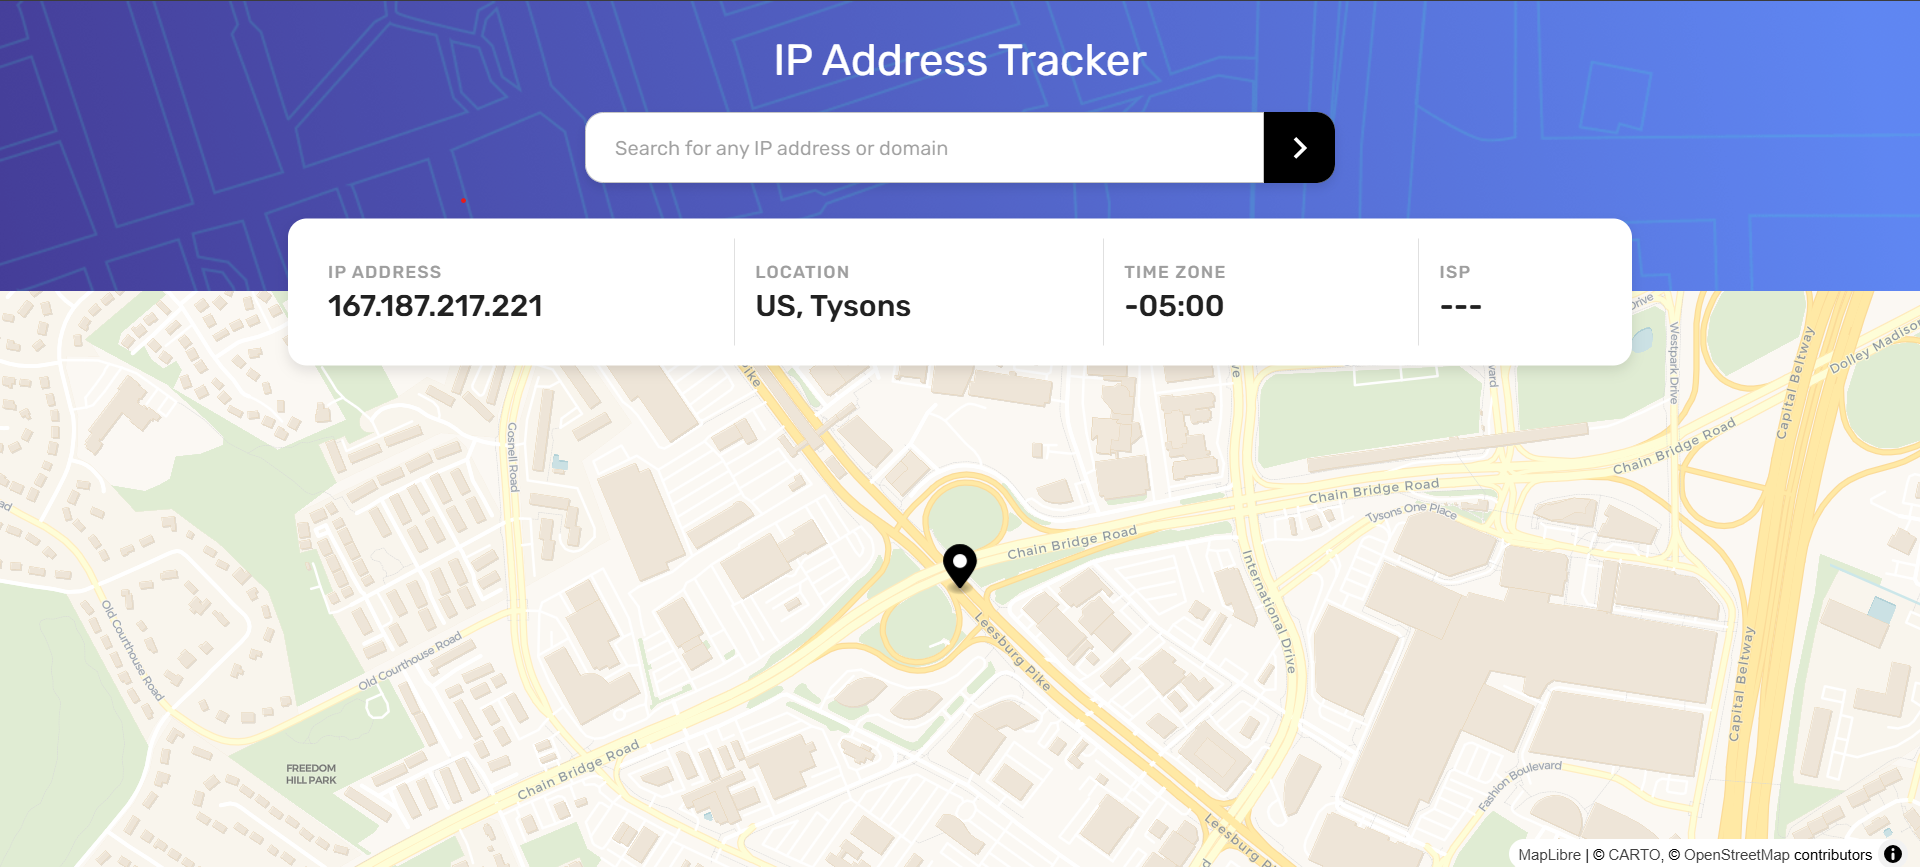 IP Address Tracker
Search for any IP address or domain
IP ADDRESS
167.187.217.221
LOCATION
US, Tysons
TIME ZONE
-05:00
ISP
---
Drive
Westpark Drive
Capital Beltway
Dolley Madison
Pike
Gosnell Road
Chain Bridge Road
Chain Bridge Road
Tysons One Place
Chain Bridge Road
International Drive
Old Courthouse Road
Old Courthouse Road
Leesburg Pike
Capital Beltway
FREEDOM
HILL PARK
Chain Bridge Road
Fashion Boulevard
Leesburg Pike
MapLibre | © CARTO, © OpenStreetMap contributors